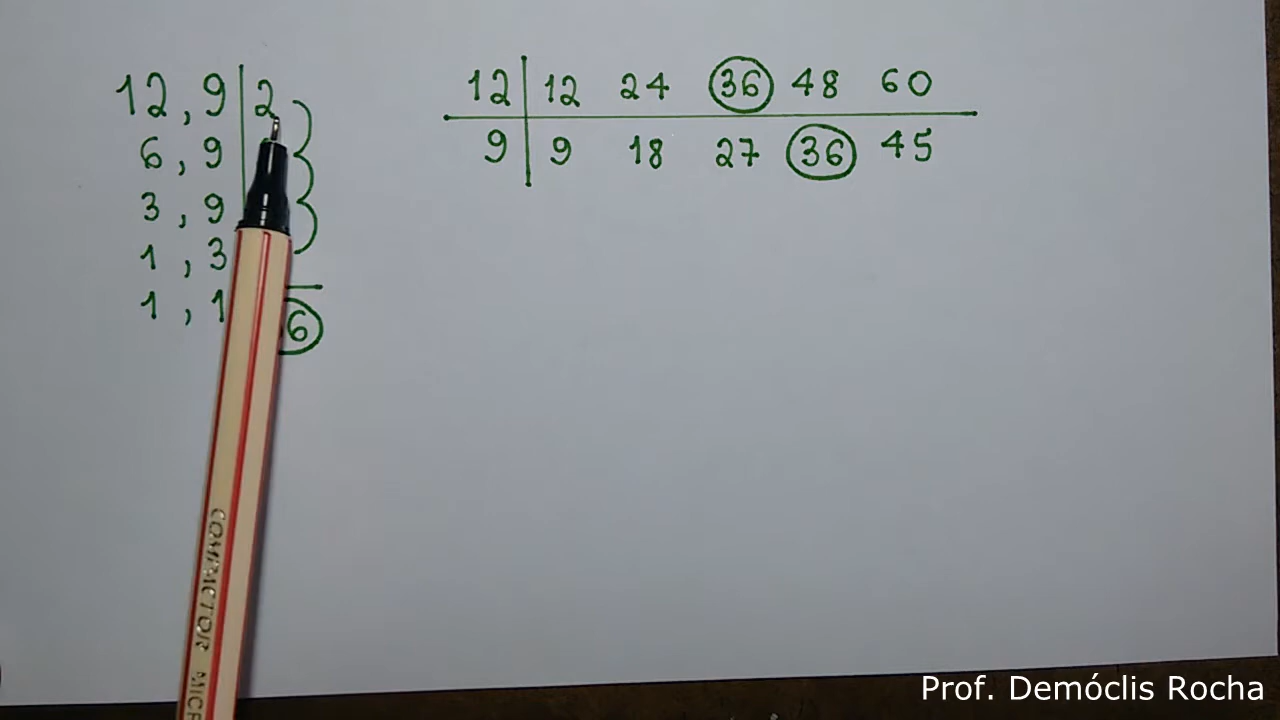 12, 9 | 2
6, 9
3, 9
1, 3
1, 1
6
12 | 12 24 36 48 60
9 | 9 18 27 36 45
COMPACTOR MICR
Prof. Demóclis Rocha